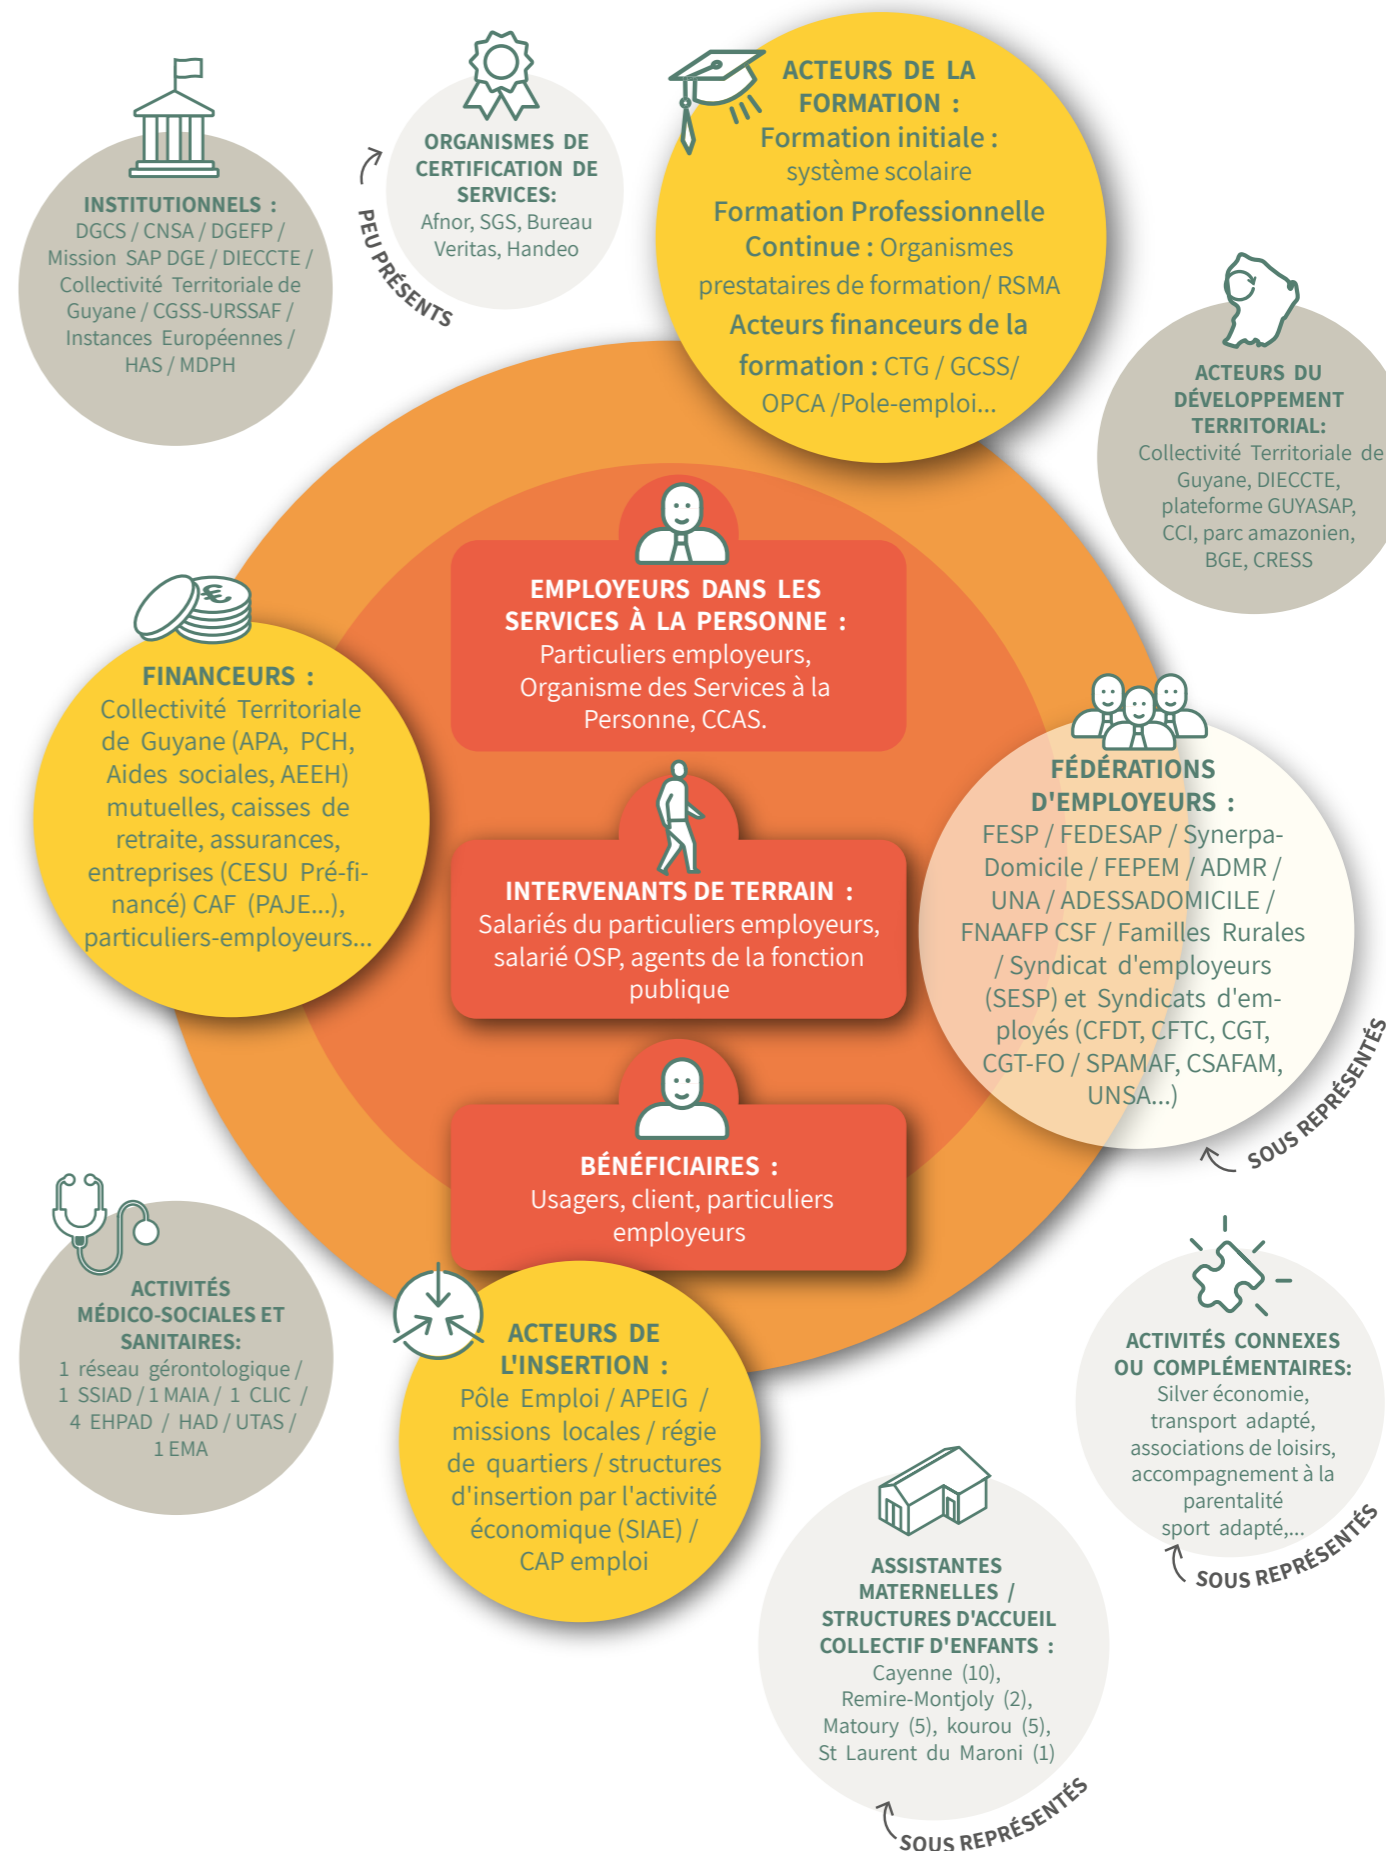 INSTITUTIONNELS :
DGCS / CNSA / DGEFP /
Mission SAP DGE / DIECCTE /
Collectivité Territoriale de
Guyane / CGSS-URSSAF /
Instances Européennes /
HAS / MDPH
ORGANISMES DE
CERTIFICATION DE
SERVICES:
Afnor, SGS, Bureau
Veritas, Handeo
PEU PRÉSENTS
ACTEURS DE LA
FORMATION :
Formation initiale :
système scolaire
Formation Professionnelle
Continue : Organismes
prestataires de formation/ RSMA
Acteurs financeurs de la
formation : CTG / GCSS/
OPCA /Pole-emploi...
ACTEURS DU
DÉVELOPPEMENT
TERRITORIAL:
Collectivité Territoriale de
Guyane, DIECCTE,
plateforme GUYASAP,
CCI, parc amazonien,
BGE, CRESS
EMPLOYEURS DANS LES
SERVICES À LA PERSONNE :
Particuliers employeurs,
Organisme des Services à la
Personne, CCAS.
FINANCEURS :
Collectivité Territoriale
de Guyane (APA, PCH,
Aides sociales, AEEH)
mutuelles, caisses de
retraite, assurances,
entreprises (CESU Pré-fi-
nancé) CAF (PAJE...),
particuliers-employeurs...
INTERVENANTS DE TERRAIN :
Salariés du particuliers employeurs,
salarié OSP, agents de la fonction
publique
FÉDÉRATIONS
D'EMPLOYEURS :
FESP / FEDESAP / Synerpa-
Domicile / FEPEM / ADMR /
UNA / ADESSADOMICILE /
FNAAFP CSF / Familles Rurales
/ Syndicat d'employeurs
(SESP) et Syndicats d'em-
ployés (CFDT, CFTC, CGT,
CGT-FO / SPAMAF, CSAFAM,
UNSA...)
SOUS REPRÉSENTÉS
BÉNÉFICIAIRES :
Usagers, client, particuliers
employeurs
ACTIVITÉS
MÉDICO-SOCIALES ET
SANITAIRES:
1 réseau gérontologique /
1 SSIAD / 1 MAIA / 1 CLIC /
4 EHPAD / HAD / UTAS /
1 EMA
ACTEURS DE
L'INSERTION :
Pôle Emploi / APEIG /
missions locales / régie
de quartiers / structures
d'insertion par l'activité
économique (SIAE) /
CAP emploi
ACTIVITÉS CONNEXES
OU COMPLÉMENTAIRES:
Silver économie,
transport adapté,
associations de loisirs,
accompagnement à la
parentalité
sport adapté,...
SOUS REPRÉSENTÉS
ASSISTANTES
MATERNELLES /
STRUCTURES D'ACCUEIL
COLLECTIF D'ENFANTS :
Cayenne (10),
Remire-Montjoly (2),
Matoury (5), kourou (5),
St Laurent du Maroni (1)
SOUS REPRÉSENTÉS